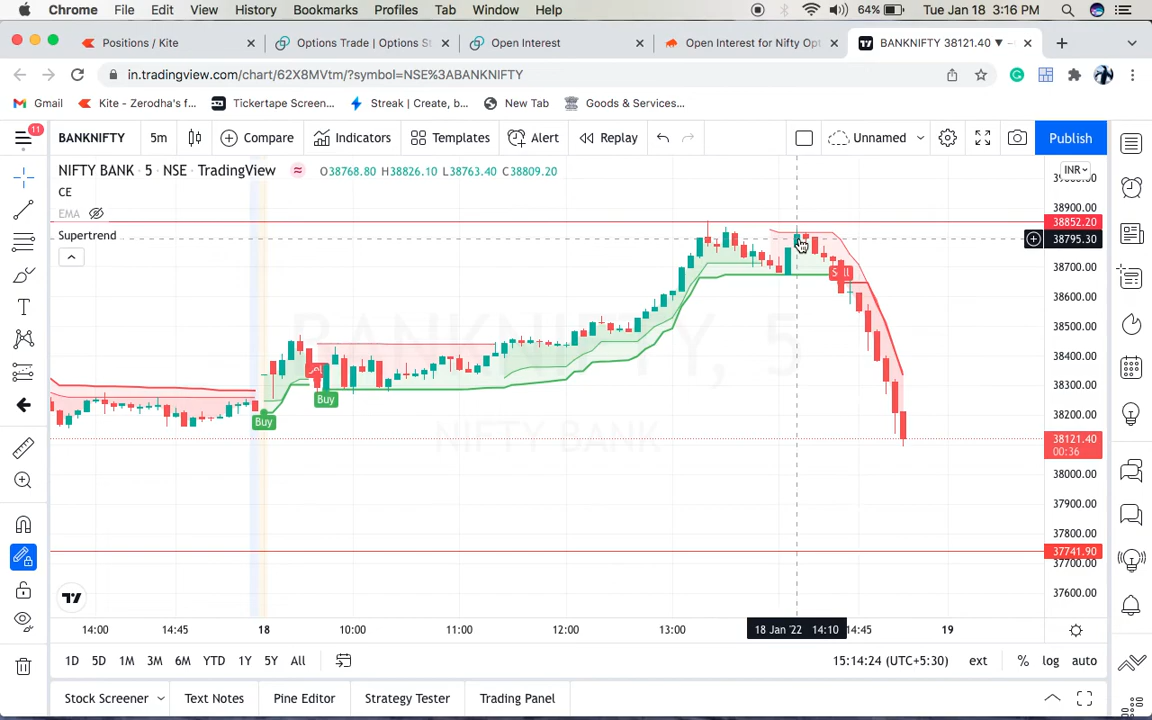 Chrome File Edit View History Bookmarks Profiles Tab Window Help 64% Tue Jan 18 3:16 PM
Positions / Kite Options Trade | Options S Open Interest Open Interest for Nifty Opt BANKNIFTY 38121.40 ▼
in.tradingview.com/chart/62X8MVtm/?symbol=NSE%3ABANKNIFTY
Gmail Kite - Zerodha's f... Tickertape Screen... Streak | Create, b... New Tab Goods & Services...
11
BANKNIFTY 5m Compare Indicators Templates Alert Replay Unnamed Publish
NIFTY BANK · 5 · NSE · TradingView O38768.80 H38826.10 L38763.40 C38809.20
INR
CE
EMA
Supertrend
38900.00
38852.20
38795.30
38700.00
38600.00
38500.00
38400.00
38300.00
38200.00
38121.40
00:36
38000.00
37900.00
37800.00
37741.90
37700.00
37600.00
BANKNIFTY, 5
NIFTY BANK
Buy
Buy
14:00 14:45 18 10:00 11:00 12:00 13:00 18 Jan '22 14:10 14:45 19
1D 5D 1M 3M 6M YTD 1Y 5Y All 15:14:24 (UTC+5:30) ext % log auto
Stock Screener Text Notes Pine Editor Strategy Tester Trading Panel